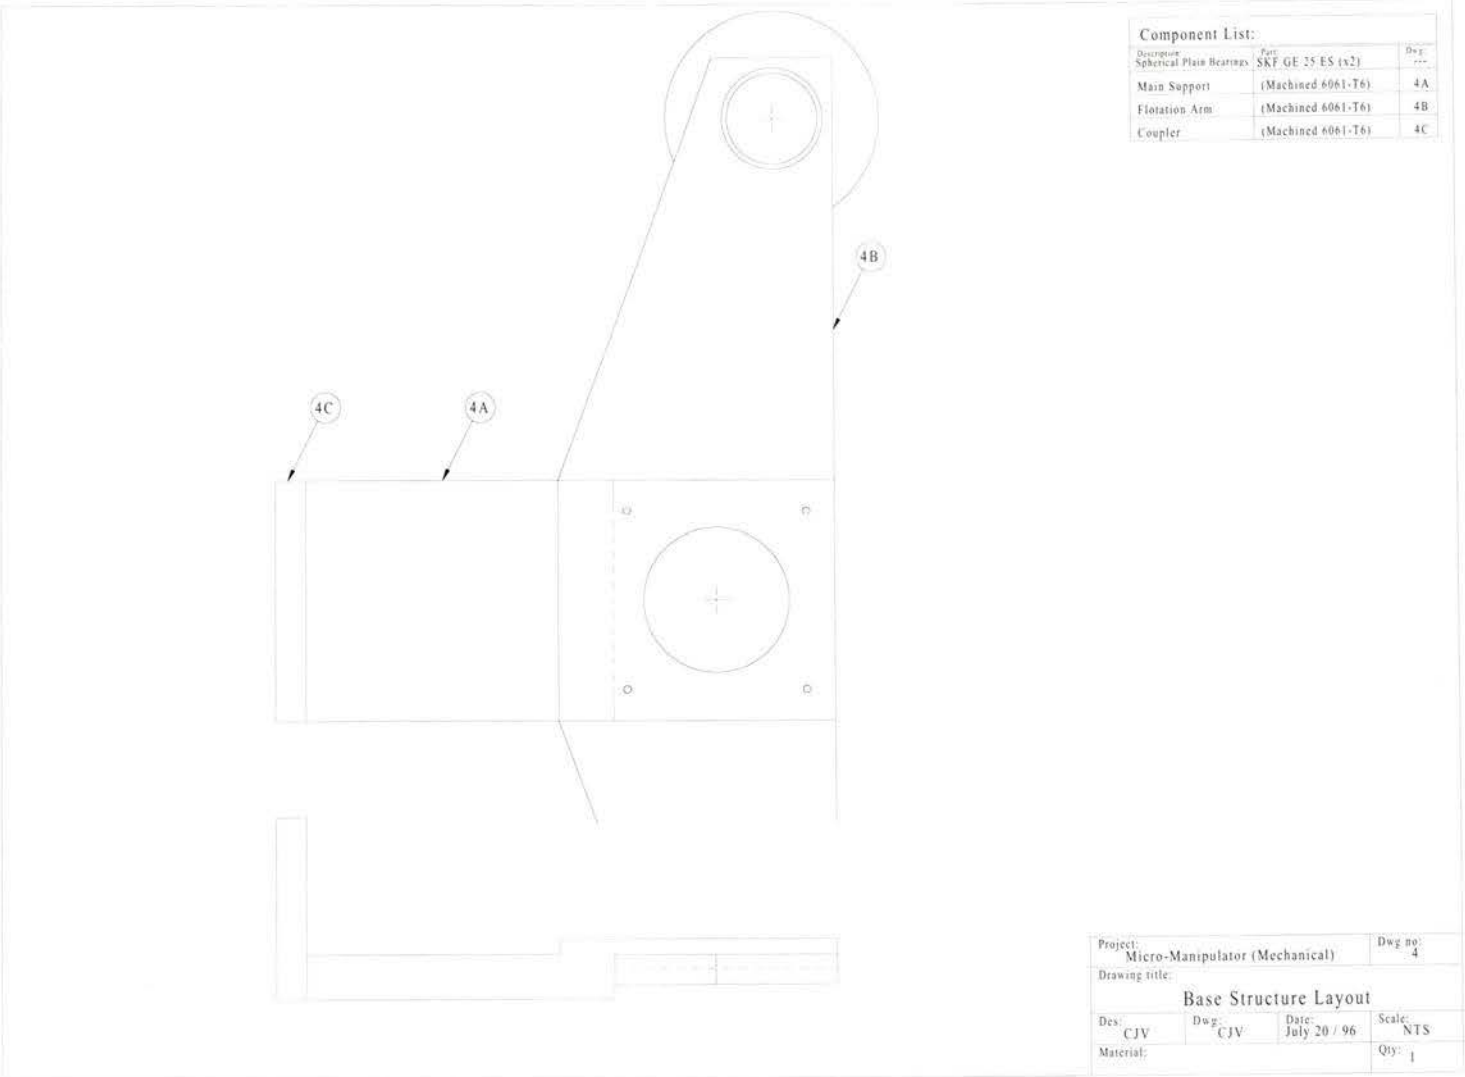 Component List:
Description Part: Dwg:
Spherical Plain Bearings SKF GE 25 ES (x2) ---
Main Support (Machined 6061-T6) 4A
Flotation Arm (Machined 6061-T6) 4B
Coupler (Machined 6061-T6) 4C
4B
4C
4A
Project: Dwg no:
Micro-Manipulator (Mechanical) 4
Drawing title:
Base Structure Layout
Des: Dwg: Date: Scale:
CJV CJV July 20 / 96 NTS
Material: Qty: 1